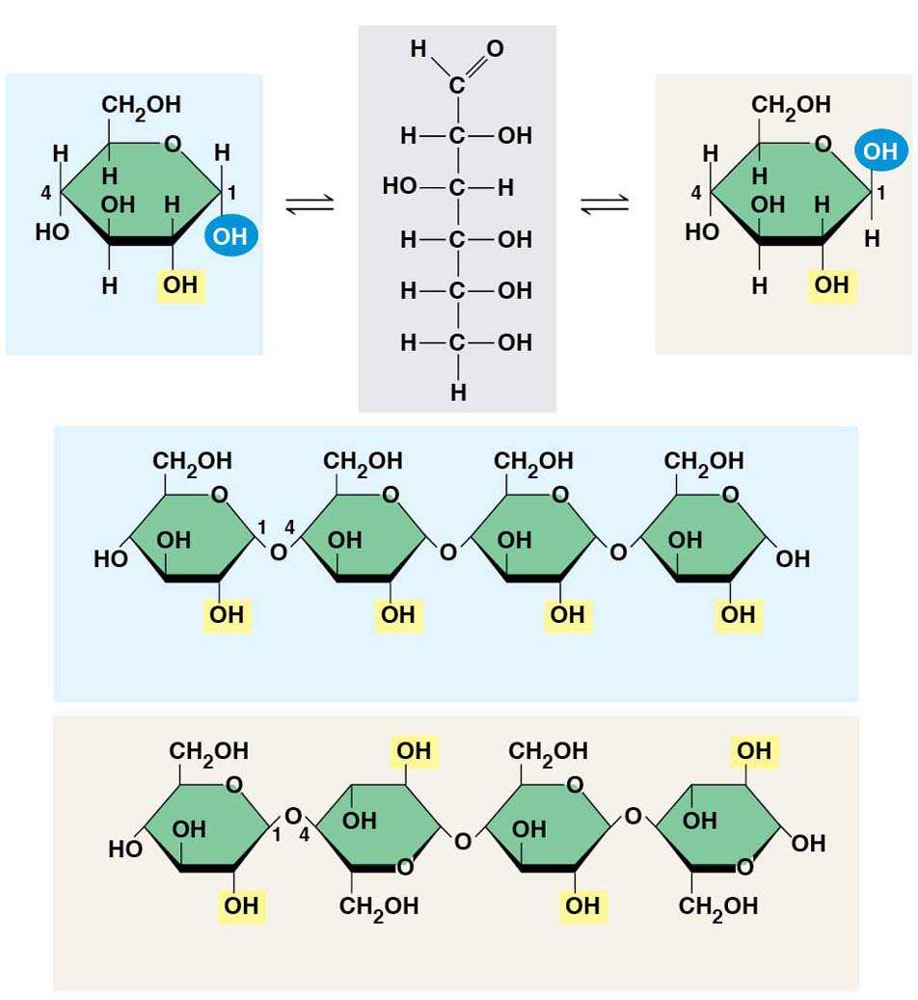 H O
C
H C OH
HO C H
H C OH
H C OH
H C OH
H
CH2OH
H O H
4 H 1
OH H
HO OH
H OH
CH2OH
H O OH
4 H 1
OH H
HO H
H OH
CH2OH CH2OH CH2OH CH2OH
O O O O
OH 1 4 OH OH OH
HO O O O OH
OH OH OH OH
CH2OH OH CH2OH OH
O O O O
OH OH OH OH
HO 1 4 O OH
OH O OH O
CH2OH CH2OH